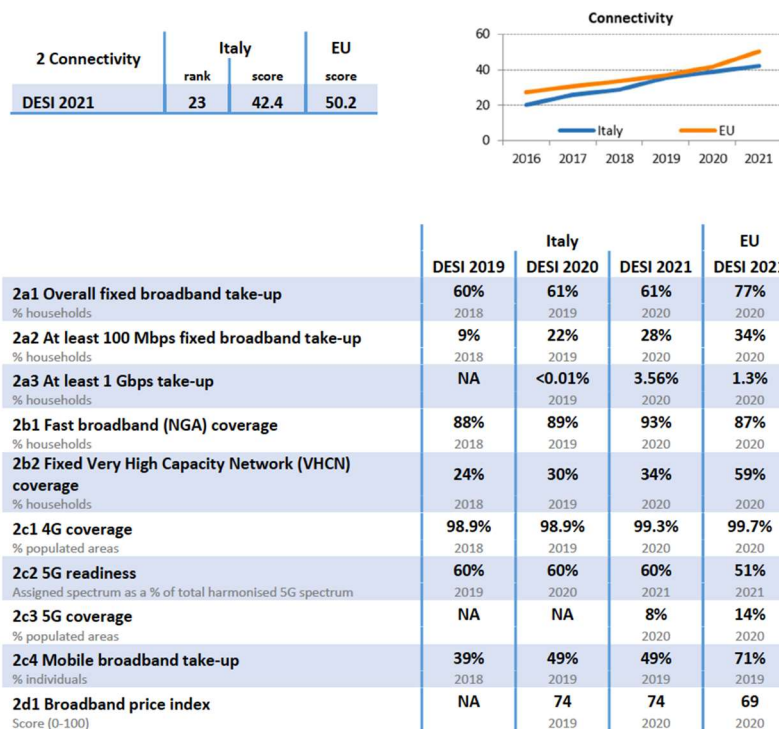 2 Connectivity
Italy
EU
rank
score
score
DESI 2021
23
42.4
50.2
Connectivity
60
40
20
0
Italy
EU
2016 2017 2018 2019 2020 2021
Italy
EU
DESI 2019 DESI 2020 DESI 2021 DESI 2021
2a1 Overall fixed broadband take-up 60% 61% 61% 77%
% households 2018 2019 2020 2020
2a2 At least 100 Mbps fixed broadband take-up 9% 22% 28% 34%
% households 2018 2019 2020 2020
2a3 At least 1 Gbps take-up NA <0.01% 3.56% 1.3%
% households 2019 2020 2020
2b1 Fast broadband (NGA) coverage 88% 89% 93% 87%
% households 2018 2019 2020 2020
2b2 Fixed Very High Capacity Network (VHCN)
coverage 24% 30% 34% 59%
% households 2018 2019 2020 2020
2c1 4G coverage 98.9% 98.9% 99.3% 99.7%
% populated areas 2018 2019 2020 2020
2c2 5G readiness 60% 60% 60% 51%
Assigned spectrum as a % of total harmonised 5G spectrum 2019 2020 2021 2021
2c3 5G coverage NA NA 8% 14%
% populated areas 2020 2020
2c4 Mobile broadband take-up 39% 49% 49% 71%
% individuals 2018 2019 2019 2019
2d1 Broadband price index NA 74 74 69
Score (0-100) 2019 2020 2020